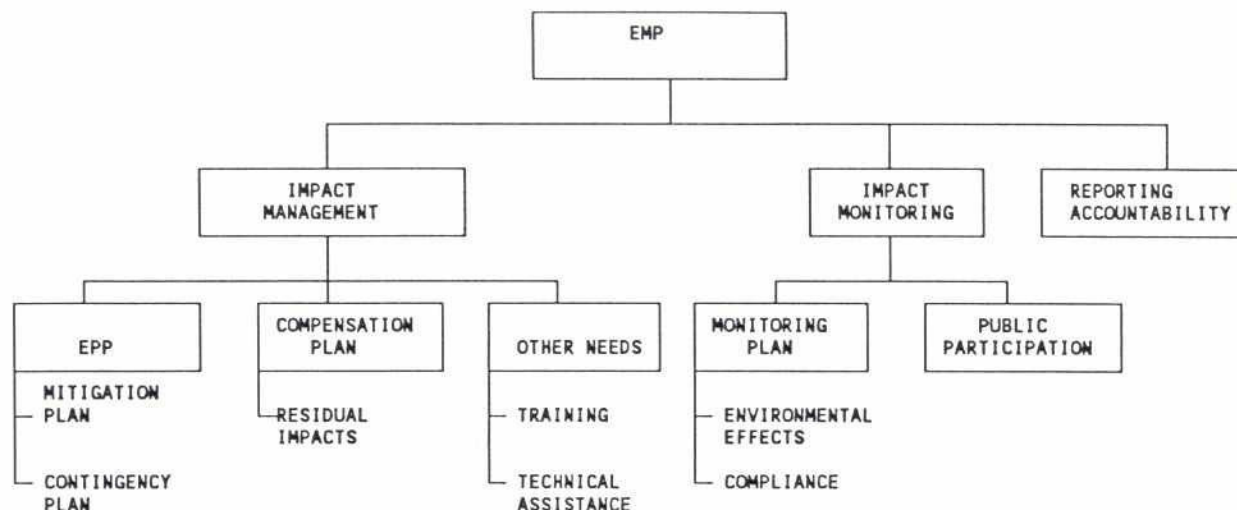 EMP
IMPACT
MANAGEMENT
IMPACT
MONITORING
REPORTING
ACCOUNTABILITY
EPP
COMPENSATION
PLAN
OTHER NEEDS
MONITORING
PLAN
PUBLIC
PARTICIPATION
MITIGATION
PLAN
CONTINGENCY
PLAN
RESIDUAL
IMPACTS
TRAINING
TECHNICAL
ASSISTANCE
ENVIRONMENTAL
EFFECTS
COMPLIANCE